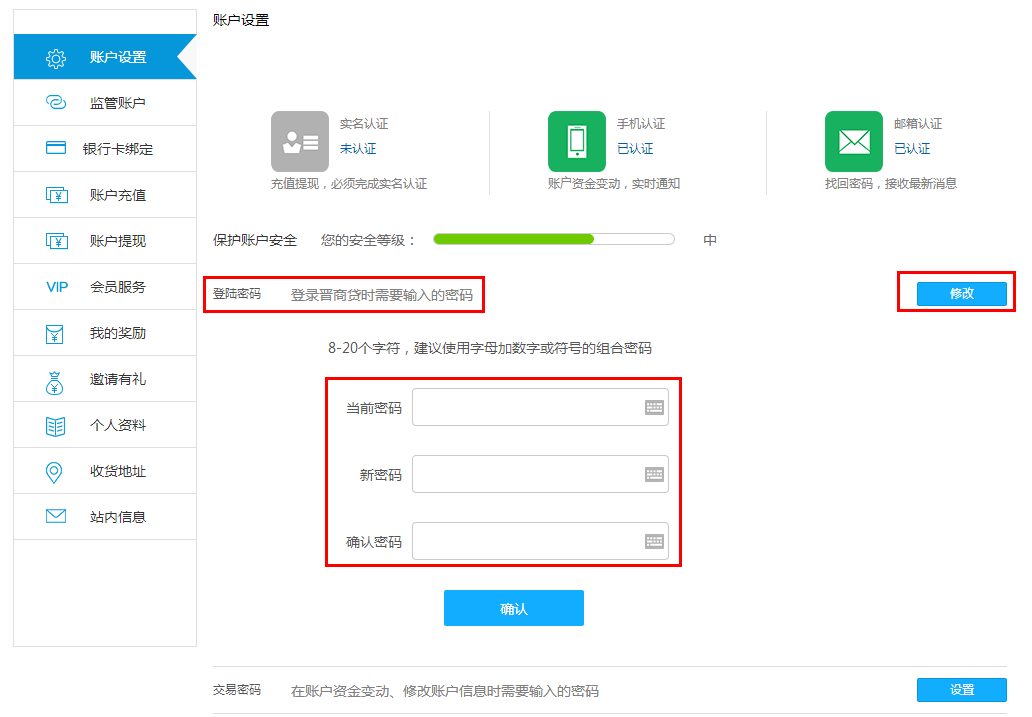 账户设置
账户设置
监管账户
银行卡绑定
账户充值
账户提现
VIP 会员服务
我的奖励
邀请有礼
个人资料
收货地址
站内信息
实名认证
未认证
充值提现，必须完成实名认证
手机认证
已认证
账户资金变动，实时通知
邮箱认证
已认证
找回密码，接收最新消息
保护账户安全 您的安全等级： 中
登陆密码 登录晋商贷时需要输入的密码 修改
8-20个字符，建议使用字母加数字或符号的组合密码
当前密码
新密码
确认密码
确认
交易密码 在账户资金变动、修改账户信息时需要输入的密码 设置